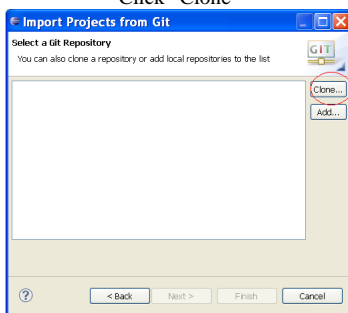 Click "Clone"
Import Projects from Git
Select a Git Repository
You can also clone a repository or add local repositories to the list
GIT
Clone...
Add...
?
< Back
Next >
Finish
Cancel